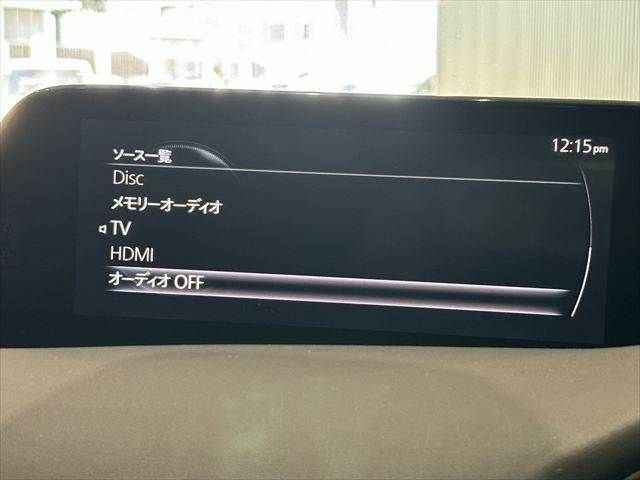 12:15pm
ソース一覧
Disc
メモリーオーディオ
TV
HDMI
オーディオ OFF